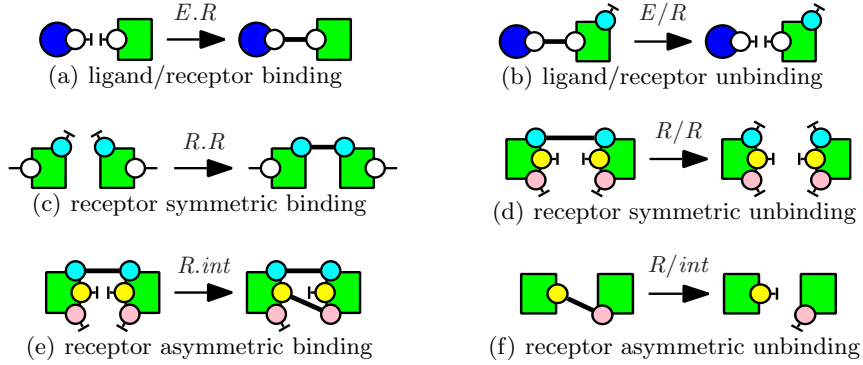 E.R
E/R
(a) ligand/receptor binding
(b) ligand/receptor unbinding
R.R
R/R
(c) receptor symmetric binding
(d) receptor symmetric unbinding
R.int
R/int
(e) receptor asymmetric binding
(f) receptor asymmetric unbinding